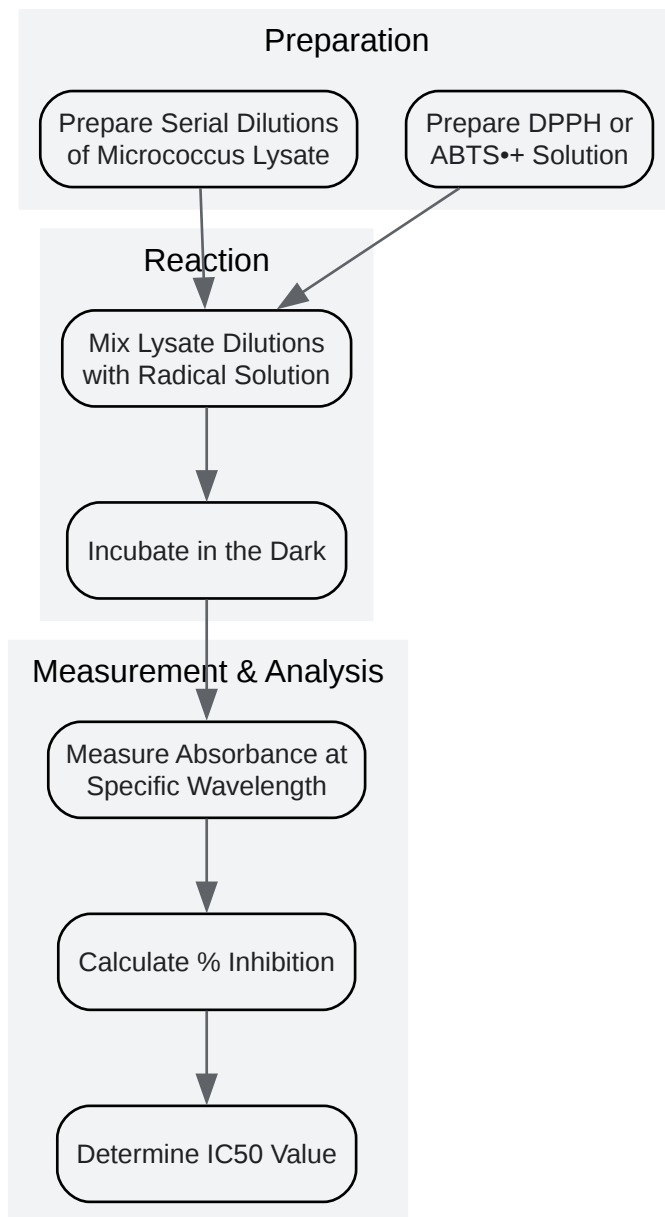 Preparation
Prepare Serial Dilutions
of Micrococcus Lysate
Prepare DPPH or
ABTS•+ Solution
Reaction
Mix Lysate Dilutions
with Radical Solution
Incubate in the Dark
Measurement & Analysis
Measure Absorbance at
Specific Wavelength
Calculate % Inhibition
Determine IC50 Value